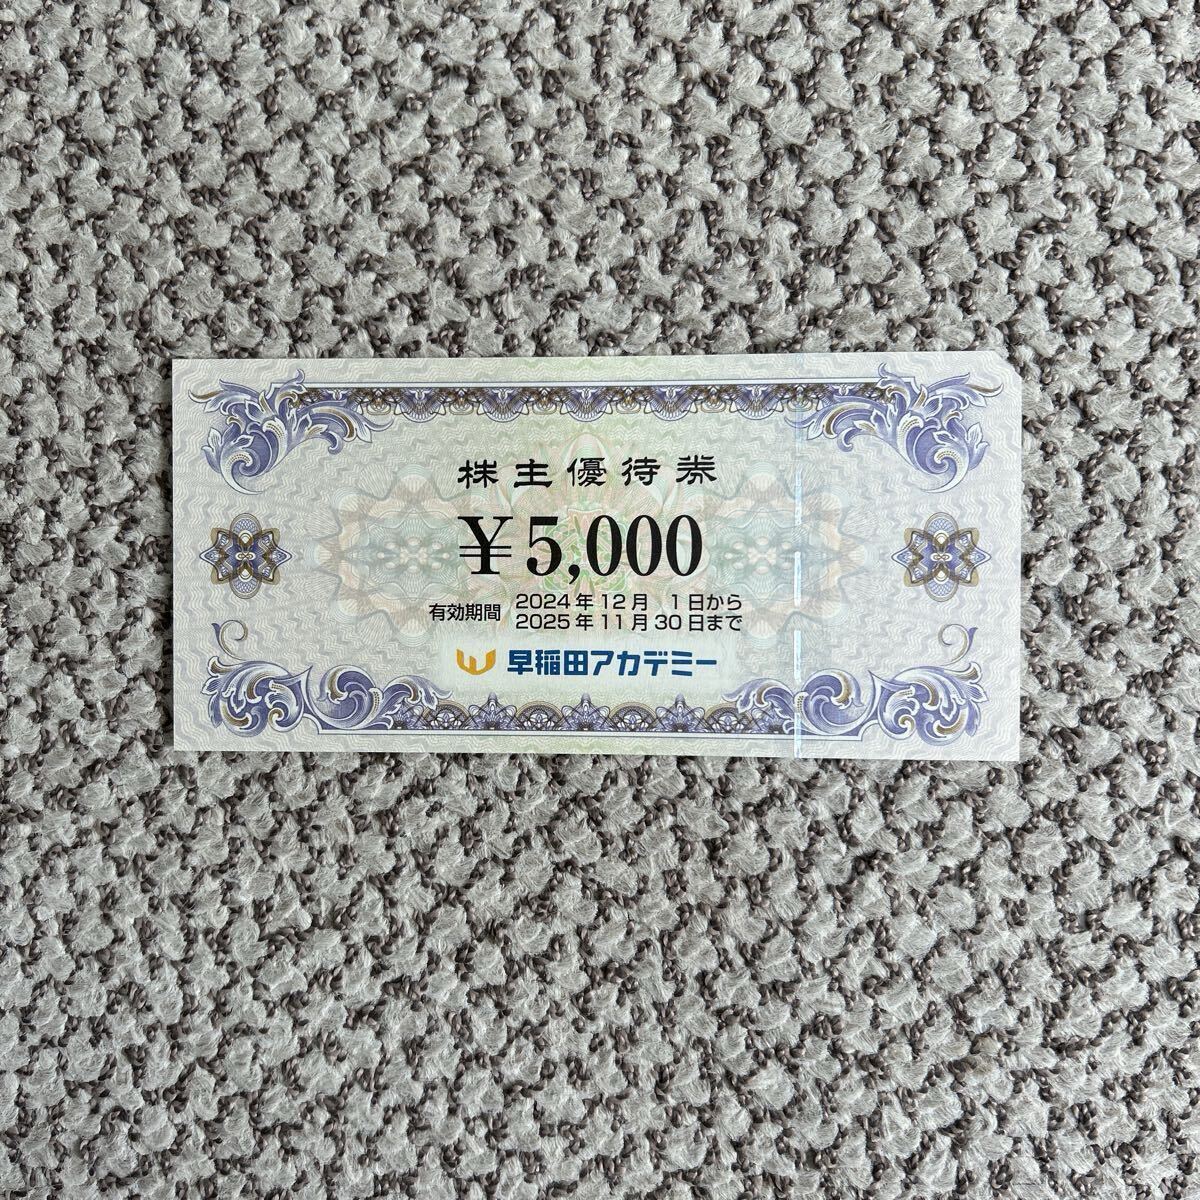 株主優待券
¥5,000
有効期間 2024年12月 1日から
2025年11月30日まで
早稲田アカデミー